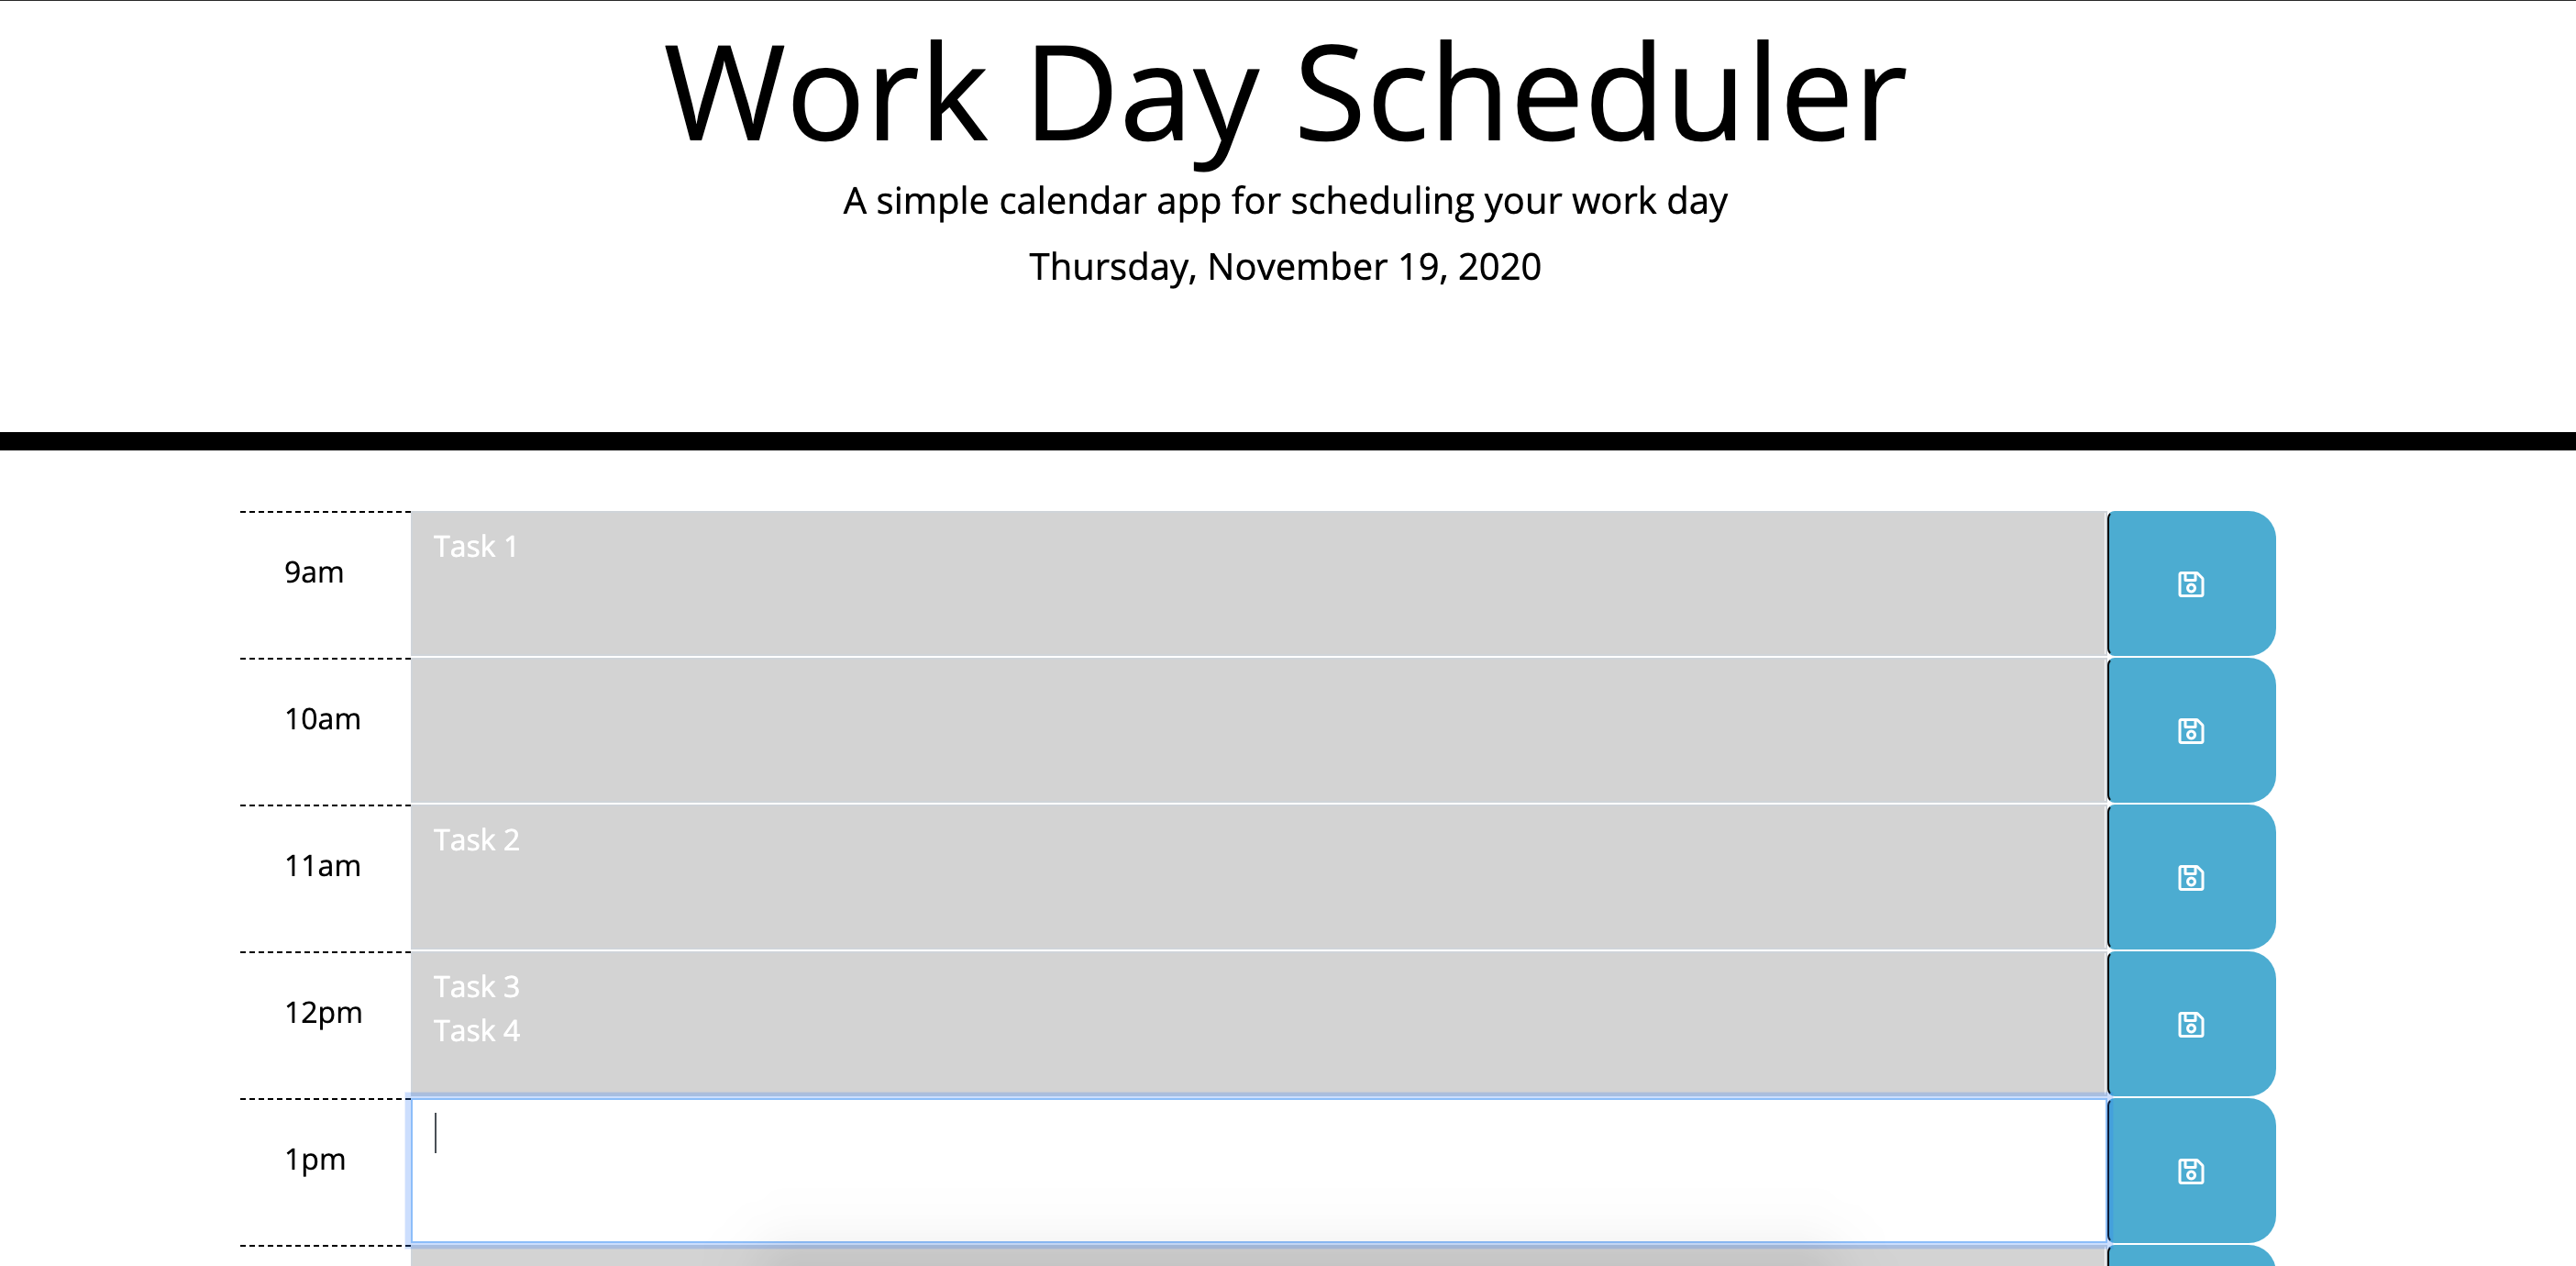 Work Day Scheduler
A simple calendar app for scheduling your work day
Thursday, November 19, 2020
9am
Task 1
10am
11am
Task 2
12pm
Task 3
Task 4
1pm